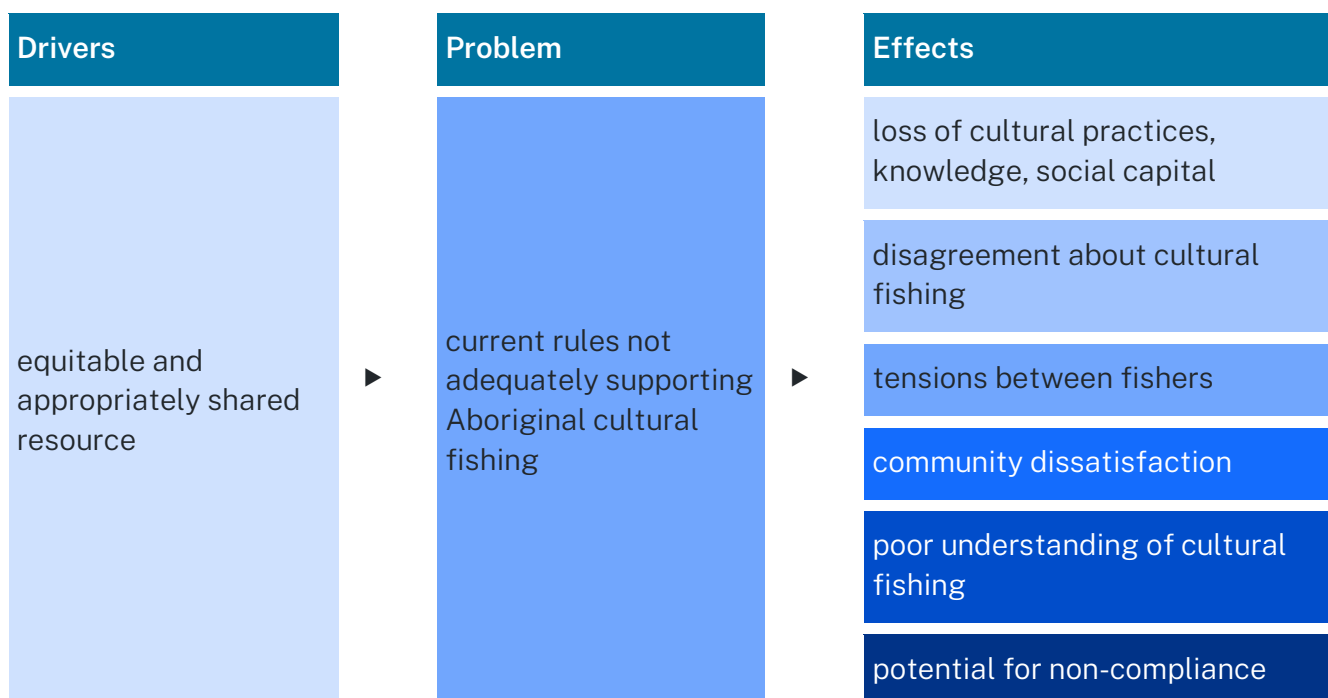 Drivers
Problem
Effects
equitable and
appropriately shared
resource
current rules not
adequately supporting
Aboriginal cultural
fishing
loss of cultural practices,
knowledge, social capital
disagreement about cultural
fishing
tensions between fishers
community dissatisfaction
poor understanding of cultural
fishing
potential for non-compliance